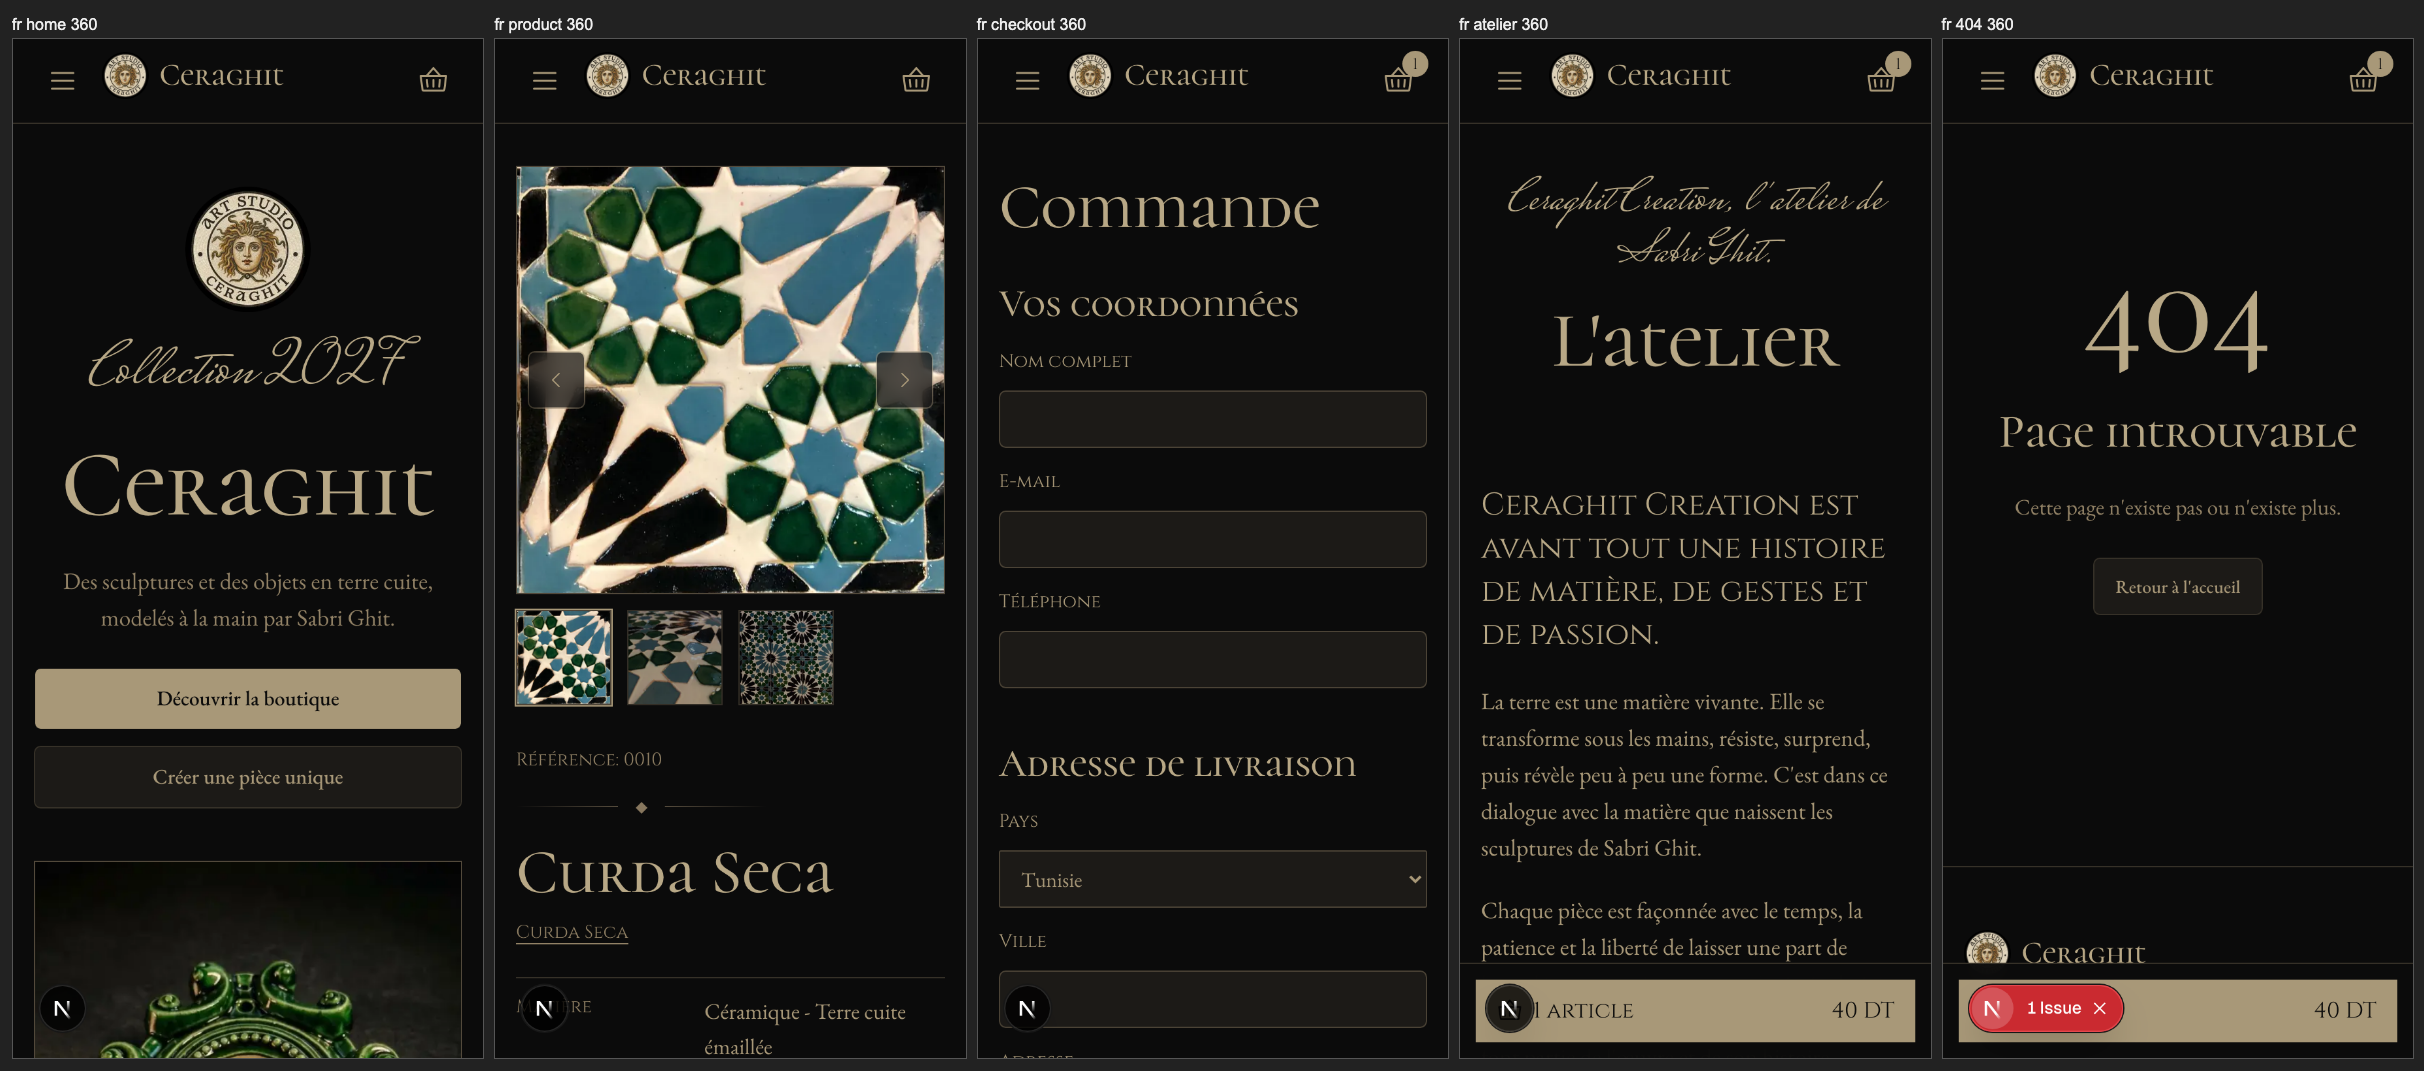 fr home 360
Ceraghit
ART STUDIO
CERAGHIT
Collection 2027
Ceraghit
Des sculptures et des objets en terre cuite,
modelés à la main par Sabri Ghit.
Découvrir la boutique
Créer une pièce unique
N
fr product 360
Ceraghit
Référence: 0010
Curda Seca
Curda Seca
Matière
Céramique - Terre cuite
émaillée
N
fr checkout 360
Ceraghit
1
Commande
Vos coordonnées
Nom complet
E-mail
Téléphone
Adresse de livraison
Pays
Tunisie
Ville
N
Adresse
fr atelier 360
Ceraghit
1
Ceraghit Creation, l'atelier de
Sabri Ghit.
L'atelier
Ceraghit Creation est
avant tout une histoire
de matière, de gestes et
de passion.
La terre est une matière vivante. Elle se
transforme sous les mains, résiste, surprend,
puis révèle peu à peu une forme. C'est dans ce
dialogue avec la matière que naissent les
sculptures de Sabri Ghit.
Chaque pièce est façonnée avec le temps, la
patience et la liberté de laisser une part de
N
1 article
40 DT
fr 404 360
Ceraghit
1
404
Page introuvable
Cette page n'existe pas ou n'existe plus.
Retour à l'accueil
Ceraghit
N
1 Issue
40 DT